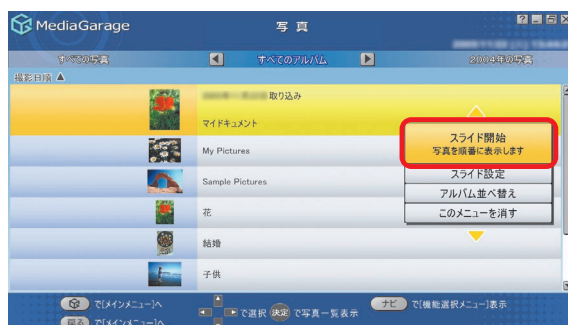 MediaGarage
写真
すべての写真
すべてのアルバム
2004年の写真
撮影日順 ▲
取り込み
マイドキュメント
My Pictures
Sample Pictures
花
結婚
子供
スライド開始
写真を順番に表示します
スライド設定
アルバム並べ替え
このメニューを消す
で[メインメニュー]へ
戻る で[メインメニュー]へ
で選択 決定 で写真一覧表示
ナビ で[機能選択メニュー]表示